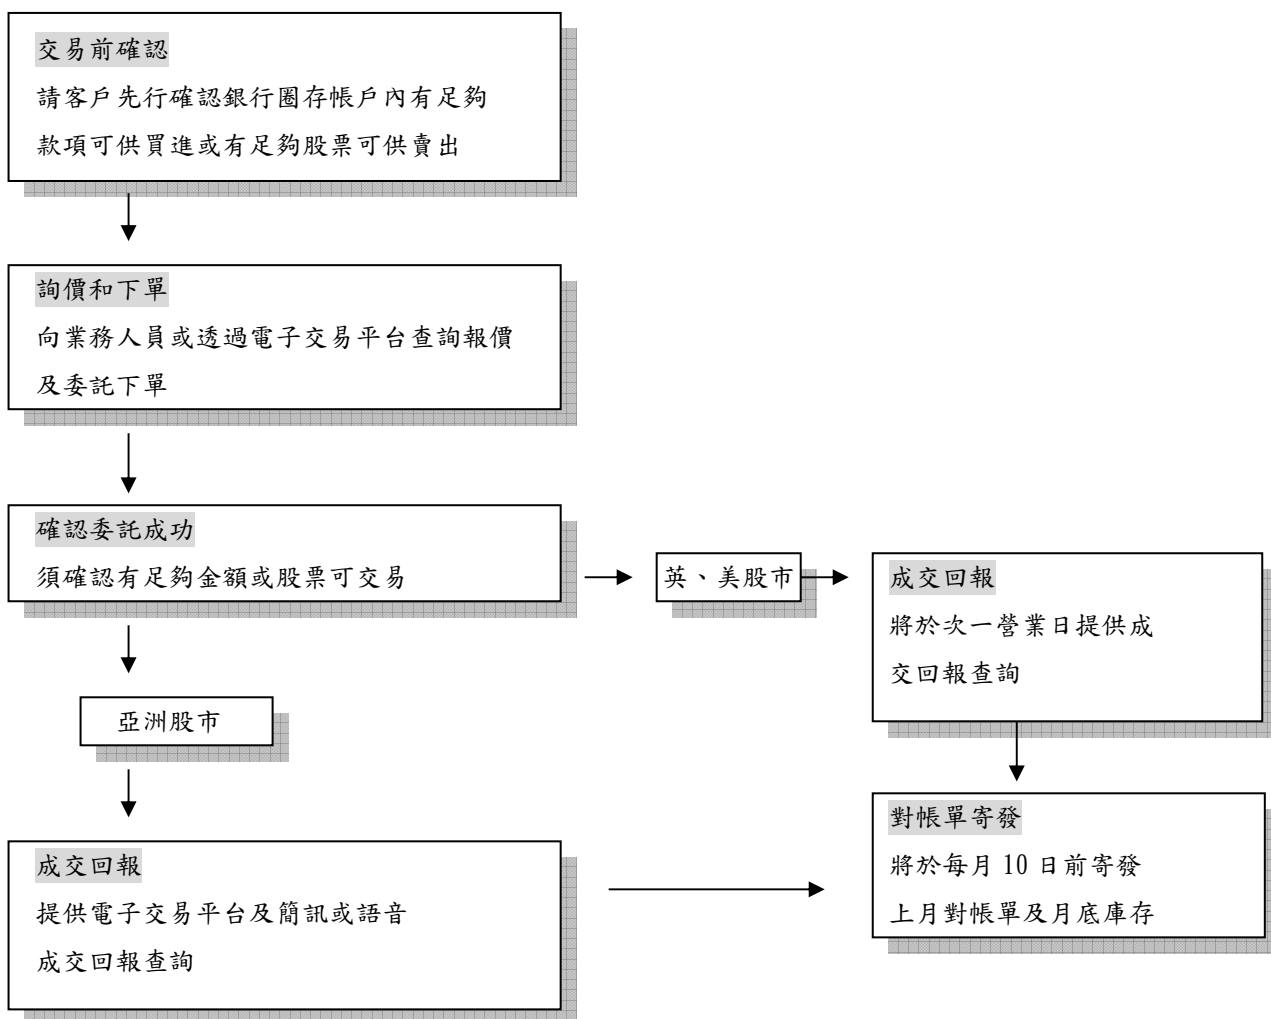 交易前確認
請客戶先行確認銀行圈存帳戶內有足夠
款項可供買進或有足夠股票可供賣出
詢價和下單
向業務人員或透過電子交易平台查詢報價
及委託下單
確認委託成功
須確認有足夠金額或股票可交易
英、美股市
成交回報
將於次一營業日提供成
交回報查詢
亞洲股市
對帳單寄發
將於每月 10 日前寄發
上月對帳單及月底庫存
成交回報
提供電子交易平台及簡訊或語音
成交回報查詢